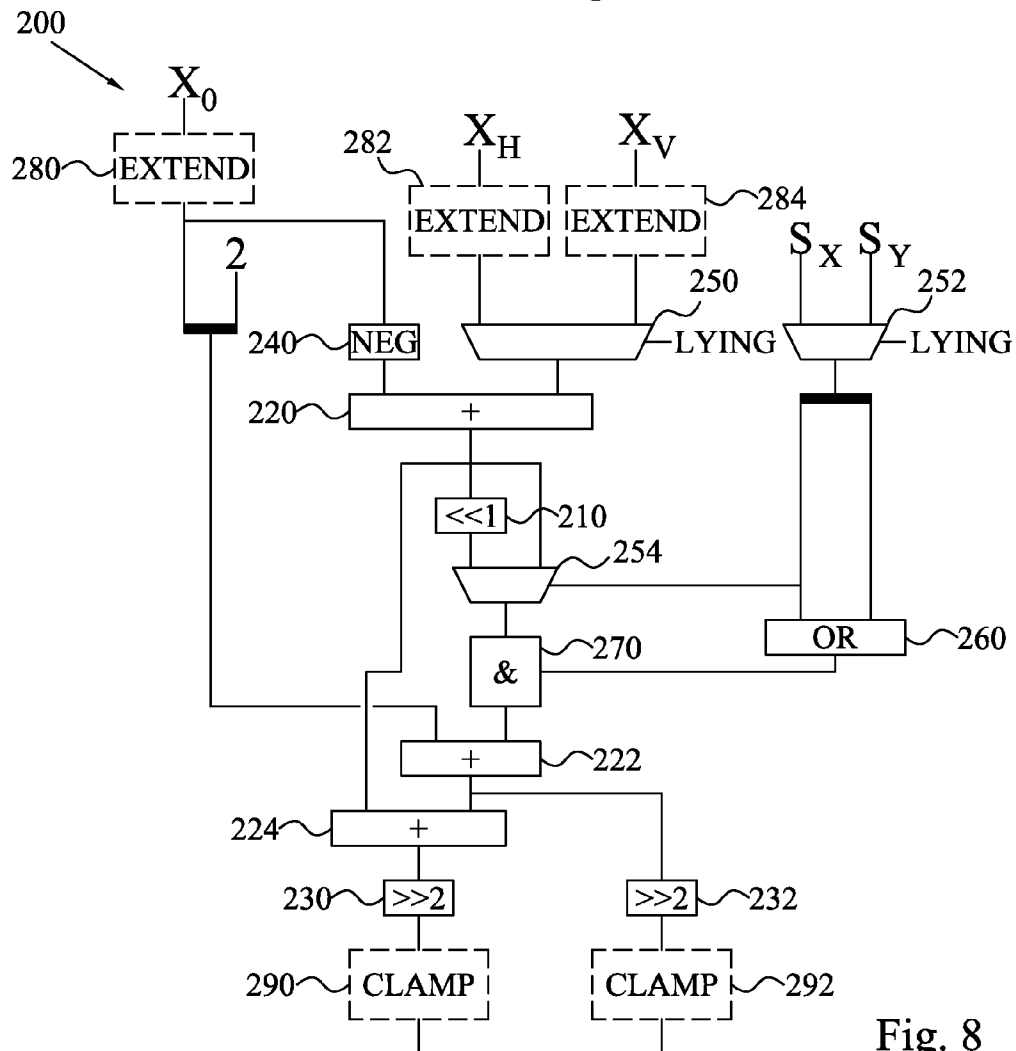 200
X0
XH
XV
282
280
EXTEND
EXTEND
EXTEND
284
SX
SY
2
250
252
240
NEG
LYING
LYING
220
+
<<1
210
254
270
&
OR
260
+
222
224
+
230
>>2
>>2
232
290
CLAMP
CLAMP
292
Fig. 8